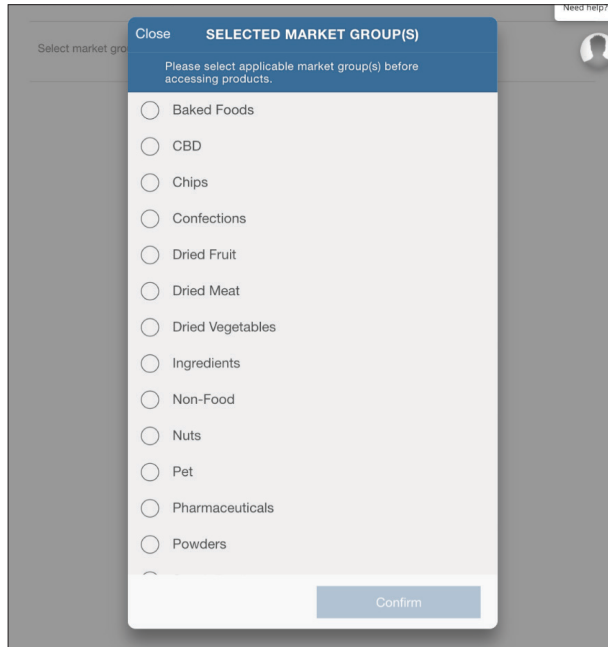 Need help?
Select market gro
Close
SELECTED MARKET GROUP(S)
Please select applicable market group(s) before
accessing products.
Baked Foods
CBD
Chips
Confections
Dried Fruit
Dried Meat
Dried Vegetables
Ingredients
Non-Food
Nuts
Pet
Pharmaceuticals
Powders
Confirm